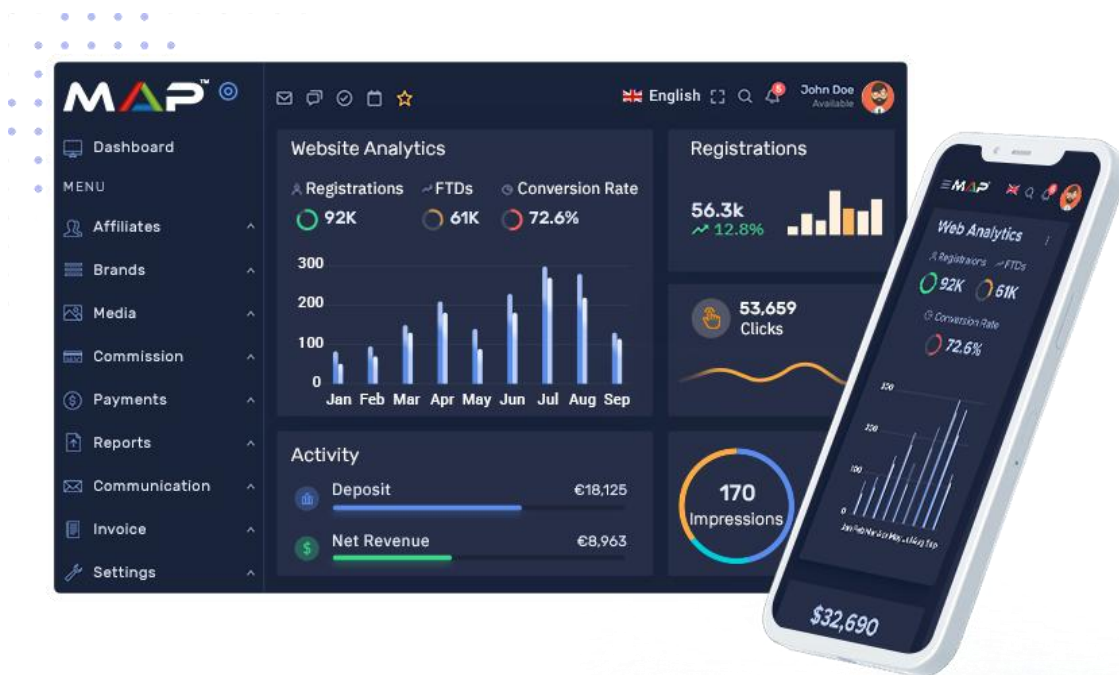 MAP™
English
5
John Doe
Available
Dashboard
MENU
Affiliates
Brands
Media
Commission
Payments
Reports
Communication
Invoice
Settings
Website Analytics
Registrations
FTDs
Conversion Rate
92K
61K
72.6%
300
200
100
0
Jan Feb Mar Apr May Jun Jul Aug Sep
Registrations
56.3k
12.8%
53,659
Clicks
Activity
Deposit
€18,125
Net Revenue
€8,963
170
Impressions
MAP
Web Analytics
FTDs
92K
61K
Conversion Rate
72.6%
100
0
$32,690